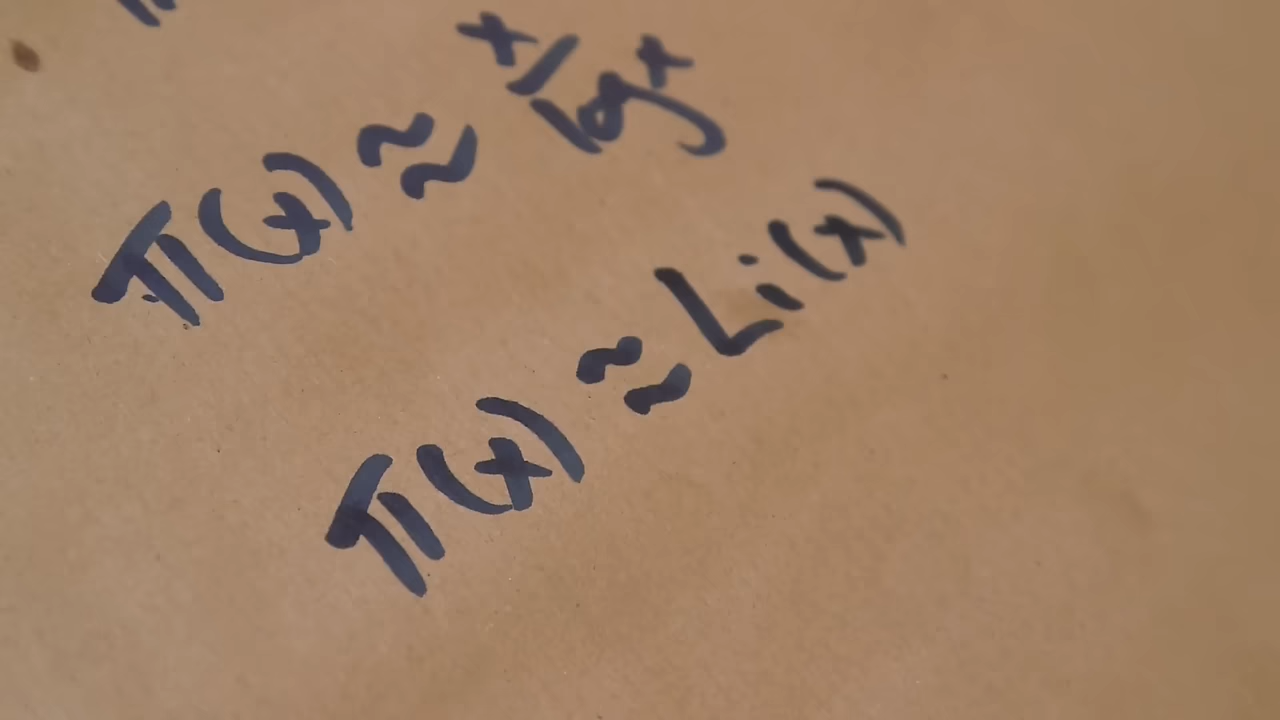 π(x) ≈ x/log x
π(x) ≈ Li(x)